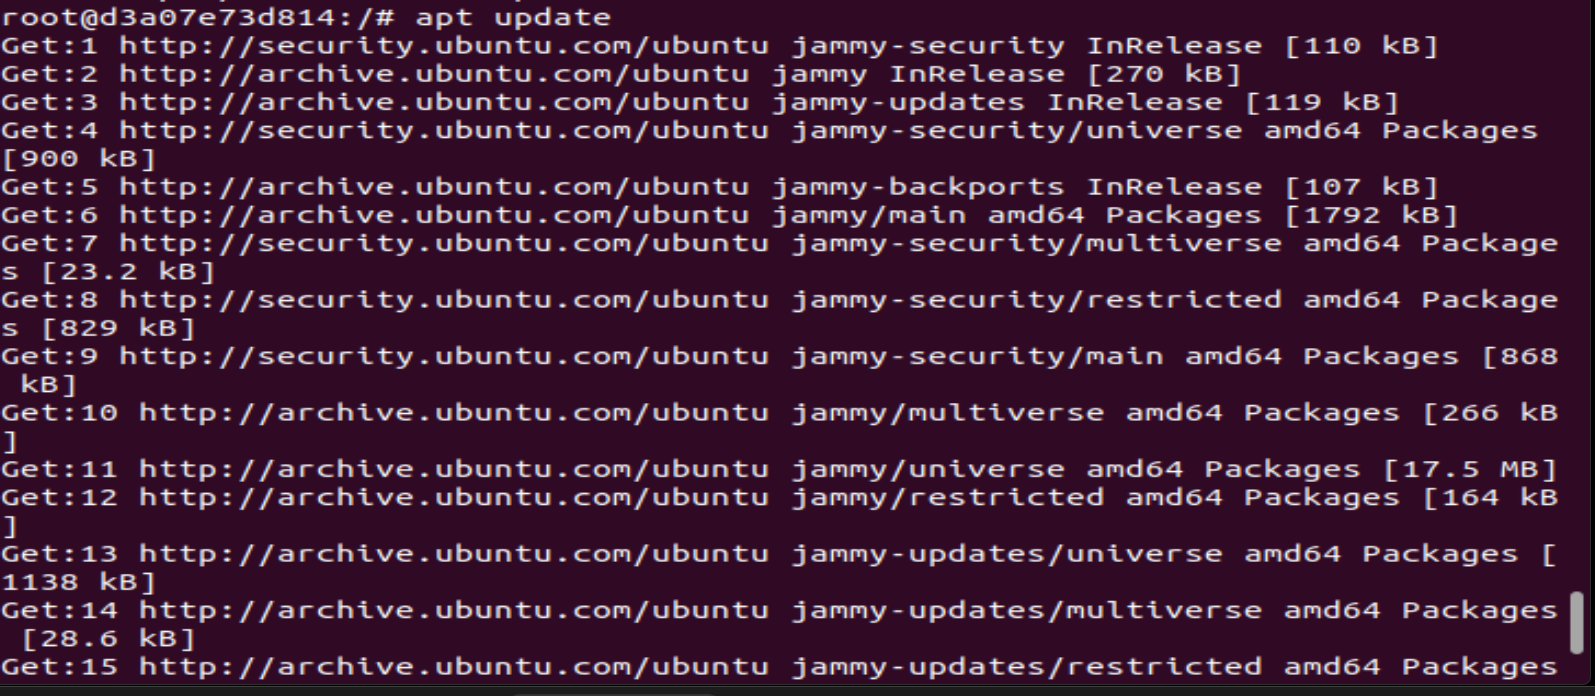 root@d3a07e73d814:/# apt update
Get:1 http://security.ubuntu.com/ubuntu jammy-security InRelease [110 kB]
Get:2 http://archive.ubuntu.com/ubuntu jammy InRelease [270 kB]
Get:3 http://archive.ubuntu.com/ubuntu jammy-updates InRelease [119 kB]
Get:4 http://security.ubuntu.com/ubuntu jammy-security/universe amd64 Packages
[900 kB]
Get:5 http://archive.ubuntu.com/ubuntu jammy-backports InRelease [107 kB]
Get:6 http://archive.ubuntu.com/ubuntu jammy/main amd64 Packages [1792 kB]
Get:7 http://security.ubuntu.com/ubuntu jammy-security/multiverse amd64 Package
s [23.2 kB]
Get:8 http://security.ubuntu.com/ubuntu jammy-security/restricted amd64 Package
s [829 kB]
Get:9 http://security.ubuntu.com/ubuntu jammy-security/main amd64 Packages [868
 kB]
Get:10 http://archive.ubuntu.com/ubuntu jammy/multiverse amd64 Packages [266 kB
]
Get:11 http://archive.ubuntu.com/ubuntu jammy/universe amd64 Packages [17.5 MB]
Get:12 http://archive.ubuntu.com/ubuntu jammy/restricted amd64 Packages [164 kB
]
Get:13 http://archive.ubuntu.com/ubuntu jammy-updates/universe amd64 Packages [
1138 kB]
Get:14 http://archive.ubuntu.com/ubuntu jammy-updates/multiverse amd64 Packages
 [28.6 kB]
Get:15 http://archive.ubuntu.com/ubuntu jammy-updates/restricted amd64 Packages